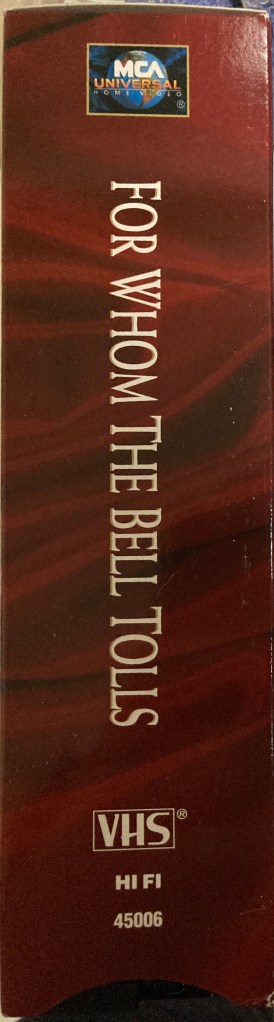 MCA
UNIVERSAL
HOME VIDEO
®
FOR WHOM THE BELL TOLLS
VHS®
HI FI
45006